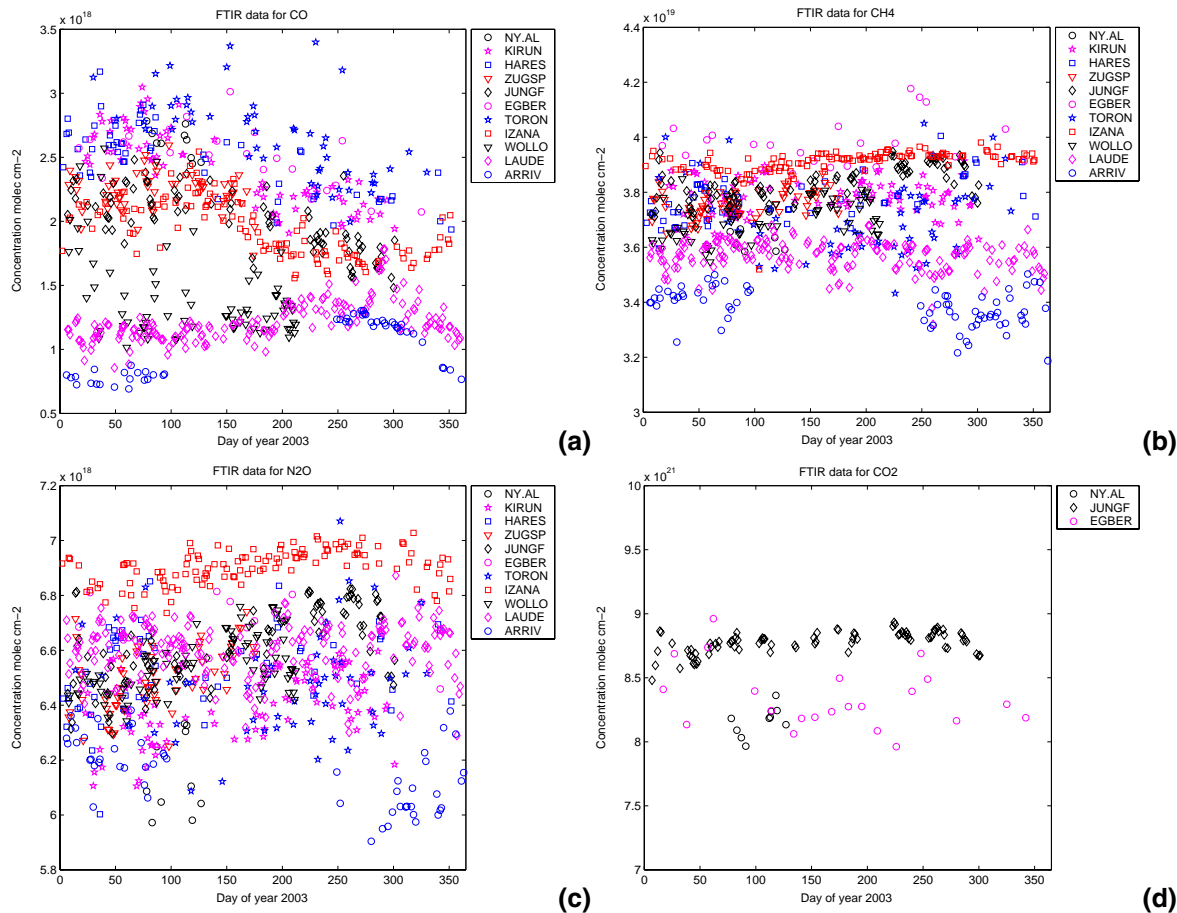 FTIR data for CO
x 10^18
3.5
3
2.5
2
1.5
1
0.5
Concentration molec cm−2
0 50 100 150 200 250 300 350
Day of year 2003
NY.AL
KIRUN
HARES
ZUGSP
JUNGF
EGBER
TORON
IZANA
WOLLO
LAUDE
ARRIV
(a)
FTIR data for CH4
x 10^19
4.4
4.2
4
3.8
3.6
3.4
3.2
3
Concentration molec cm−2
0 50 100 150 200 250 300 350
Day of year 2003
NY.AL
KIRUN
HARES
ZUGSP
JUNGF
EGBER
TORON
IZANA
WOLLO
LAUDE
ARRIV
(b)
FTIR data for N2O
x 10^18
7.2
7
6.8
6.6
6.4
6.2
6
5.8
Concentration molec cm−2
0 50 100 150 200 250 300 350
Day of year 2003
NY.AL
KIRUN
HARES
ZUGSP
JUNGF
EGBER
TORON
IZANA
WOLLO
LAUDE
ARRIV
(c)
FTIR data for CO2
x 10^21
10
9.5
9
8.5
8
7.5
7
Concentration molec cm−2
0 50 100 150 200 250 300 350
Day of year 2003
NY.AL
JUNGF
EGBER
(d)